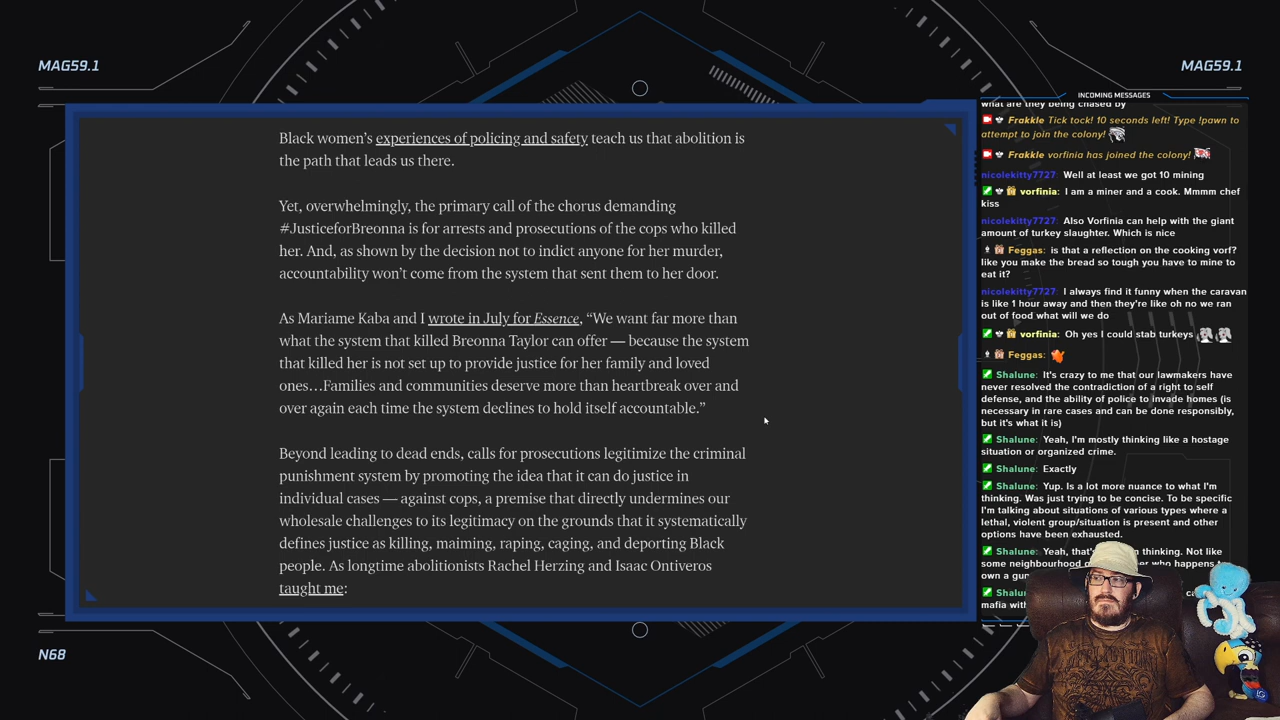 MAG59.1
MAG59.1
Black women's experiences of policing and safety teach us that abolition is
the path that leads us there.
Yet, overwhelmingly, the primary call of the chorus demanding
#JusticeforBreonna is for arrests and prosecutions of the cops who killed
her. And, as shown by the decision not to indict anyone for her murder,
accountability won't come from the system that sent them to her door.
As Mariame Kaba and I wrote in July for Essence, “We want far more than
what the system that killed Breonna Taylor can offer — because the system
that killed her is not set up to provide justice for her family and loved
ones…Families and communities deserve more than heartbreak over and
over again each time the system declines to hold itself accountable.”
Beyond leading to dead ends, calls for prosecutions legitimize the criminal
punishment system by promoting the idea that it can do justice in
individual cases — against cops, a premise that directly undermines our
wholesale challenges to its legitimacy on the grounds that it systematically
defines justice as killing, maiming, raping, caging, and deporting Black
people. As longtime abolitionists Rachel Herzing and Isaac Ontiveros
taught me:
N68
INCOMING MESSAGES
what are they being chased by
Frakkle Tick tock! 10 seconds left! Type !pawn to
attempt to join the colony!
Frakkle vorfinia has joined the colony!
nicolekitty7727: Well at least we got 10 mining
vorfinia: I am a miner and a cook. Mmmm chef
kiss
nicolekitty7727: Also Vorfinia can help with the giant
amount of turkey slaughter. Which is nice
Feggas: is that a reflection on the cooking vorf?
like you make the bread so tough you have to mine to
eat it?
nicolekitty7727: I always find it funny when the caravan
is like 1 hour away and then they're like oh no we ran
out of food what will we do
vorfinia: Oh yes I could stab turkeys
Feggas:
Shalune: It's crazy to me that our lawmakers have
never resolved the contradiction of a right to self
defense, and the ability of police to invade homes (is
necessary in rare cases and can be done responsibly,
but it's what it is)
Shalune: Yeah, I'm mostly thinking like a hostage
situation or organized crime.
Shalune: Exactly
Shalune: Yup. Is a lot more nuance to what I'm
thinking. Was just trying to be concise. To be specific
I'm talking about situations of various types where a
lethal, violent group/situation is present and other
options have been exhausted.
Shalune: Yeah, that's thinking. Not like
some neighbourhood who happens
own a
mafia